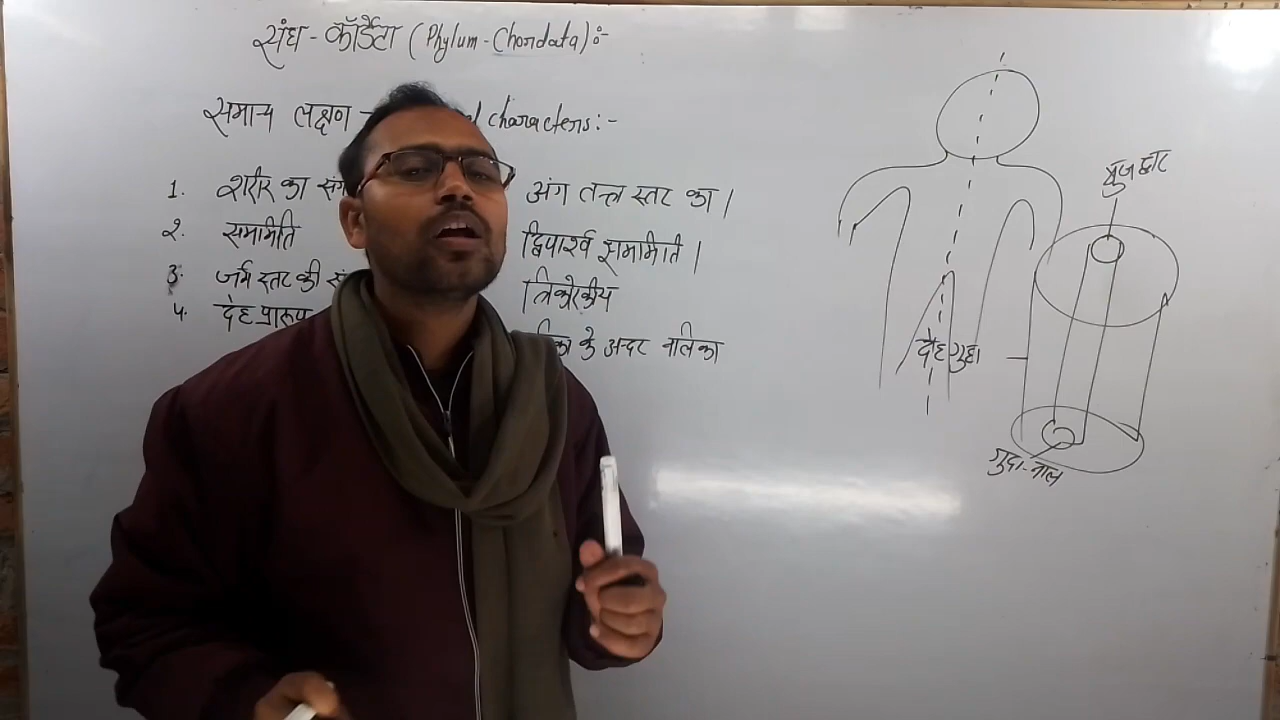 संघ - कॉर्डेटा (Phylum - Chordata) :-
समान्य लक्षण - characters :-
1. शरीर का अंग तन्त्र स्तर का |
2. सममिति द्विपार्श्व सममिति |
3. जर्म स्तर की त्रिकोरकीय
4. देह प्रारूप के अन्दर नलिका
देह गुहा
गुदा-नाल